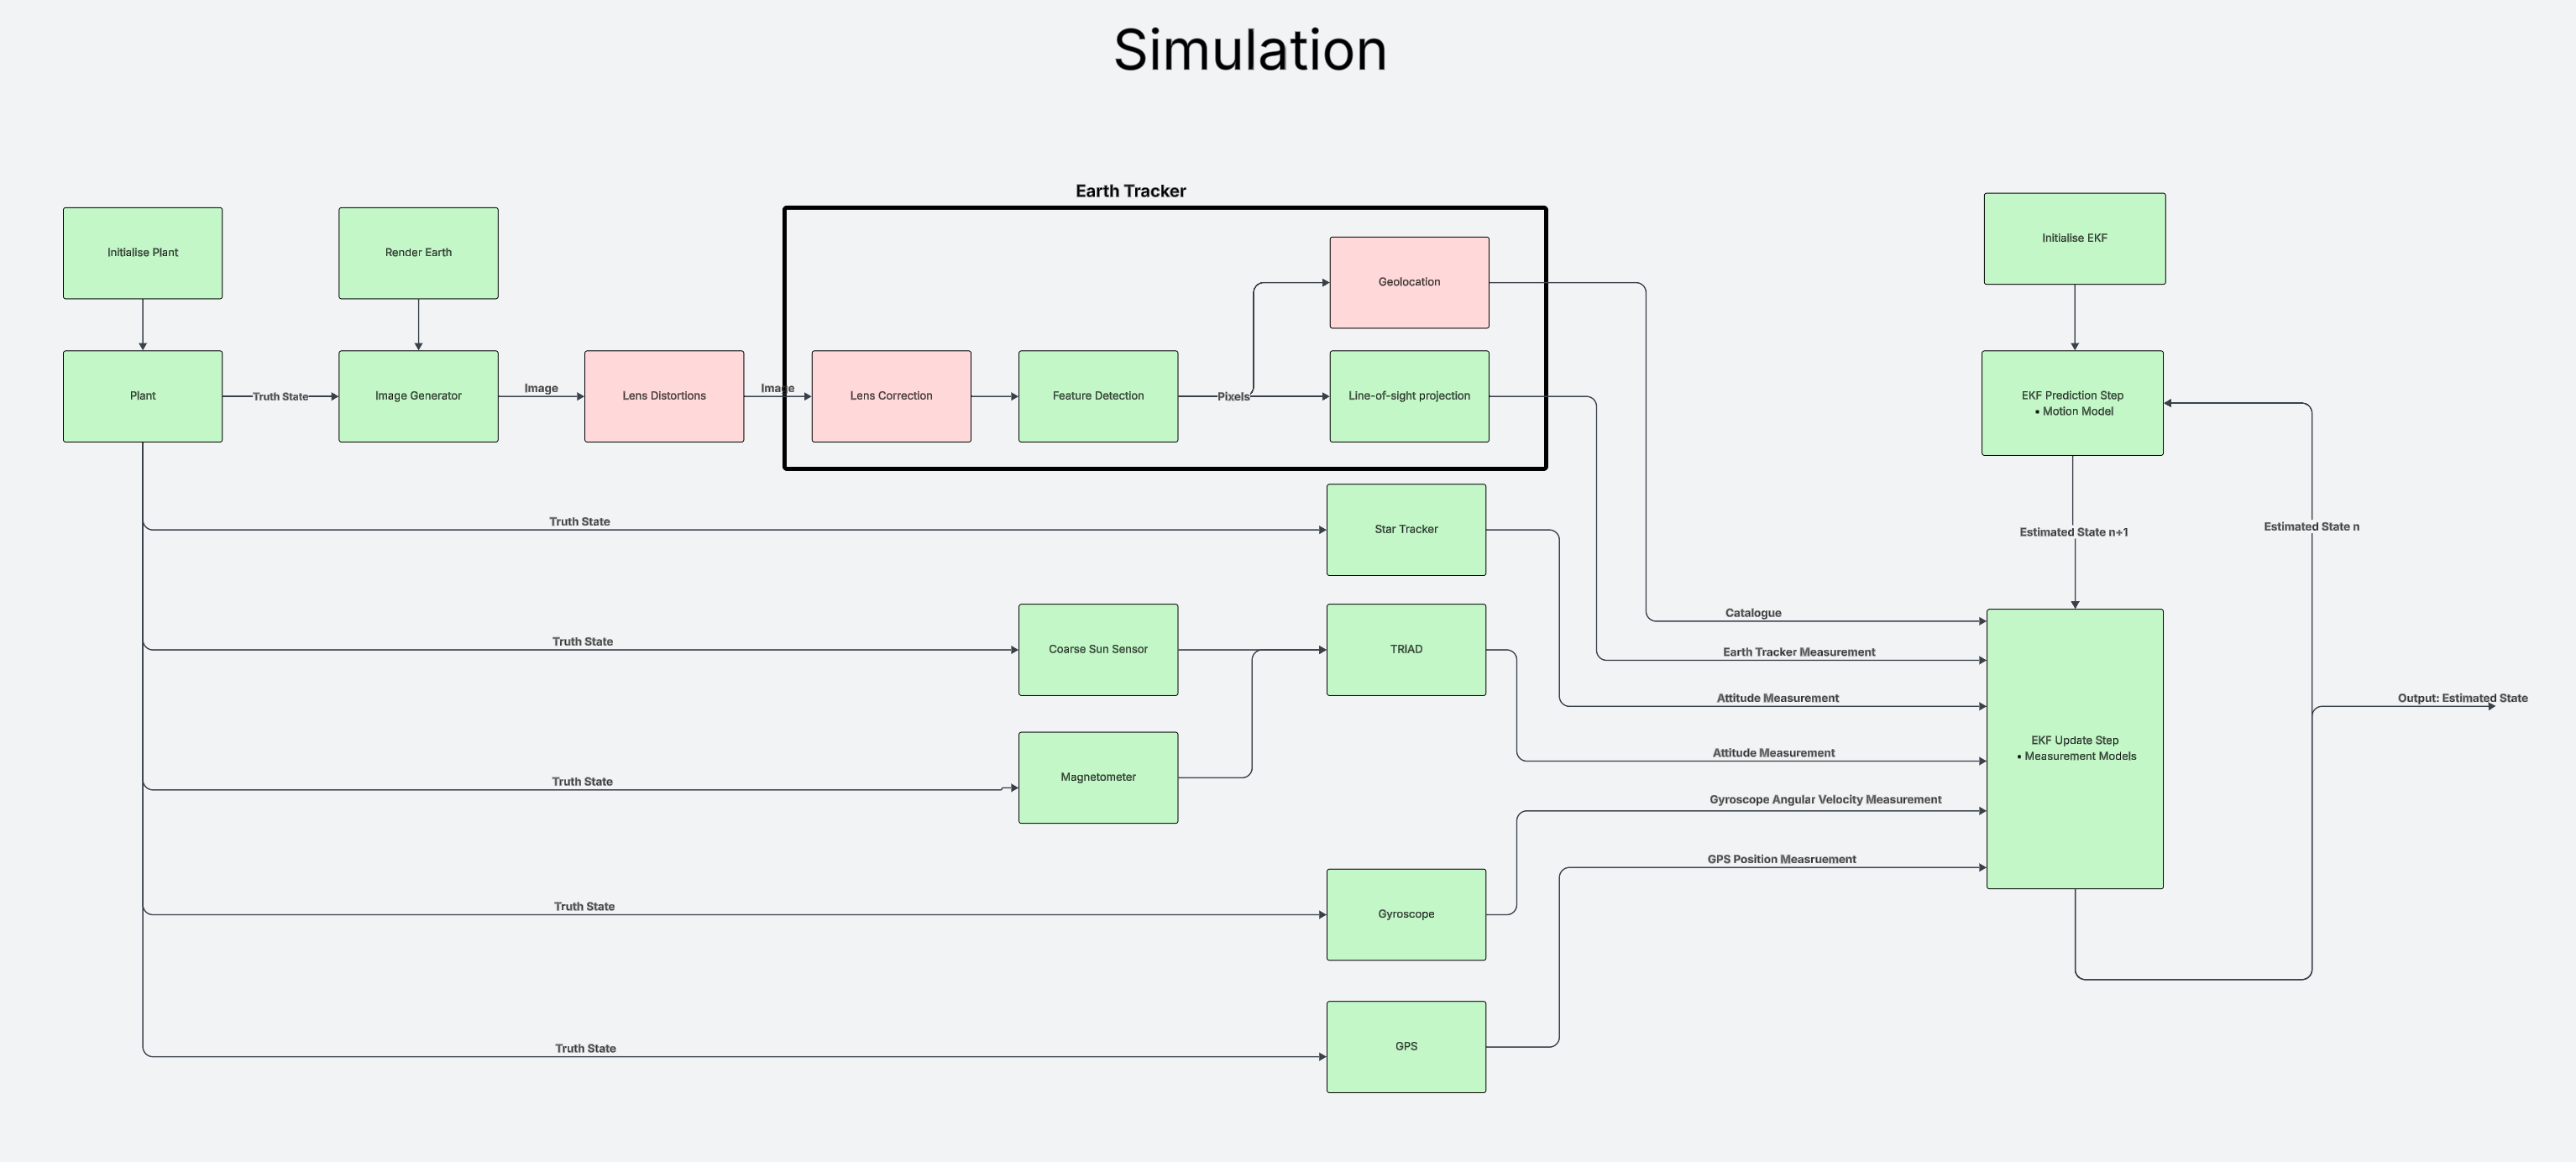 Simulation
Earth Tracker
Initialise Plant
Render Earth
Initialise EKF
Geolocation
Plant
Truth State
Image Generator
Image
Lens Distortions
Image
Lens Correction
Feature Detection
Pixels
Line-of-sight projection
EKF Prediction Step
• Motion Model
Truth State
Star Tracker
Estimated State n+1
Estimated State n
Catalogue
Truth State
Coarse Sun Sensor
TRIAD
Earth Tracker Measurement
Attitude Measurement
Output: Estimated State
Attitude Measurement
EKF Update Step
• Measurement Models
Truth State
Magnetometer
Gyroscope Angular Velocity Measurement
GPS Position Measruement
Truth State
Gyroscope
Truth State
GPS